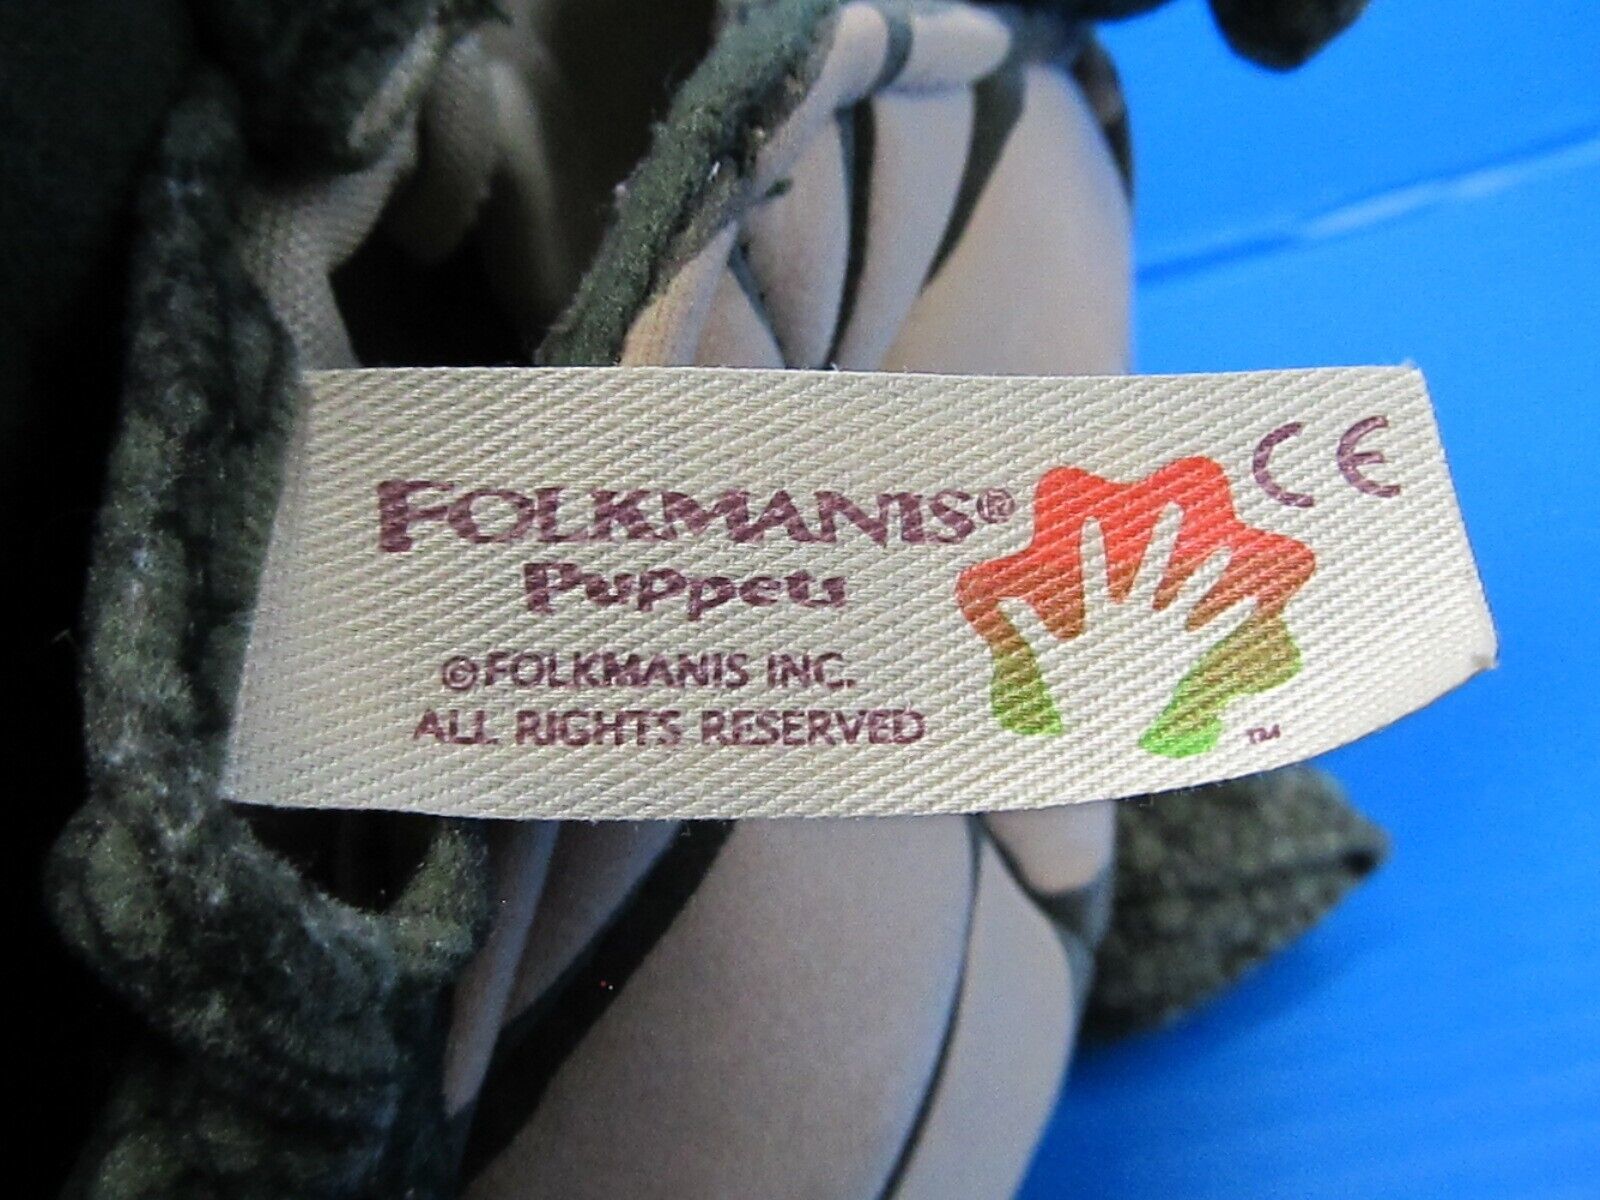 FOLKMANIS®
Puppets
©FOLKMANIS INC.
ALL RIGHTS RESERVED
CE
TM